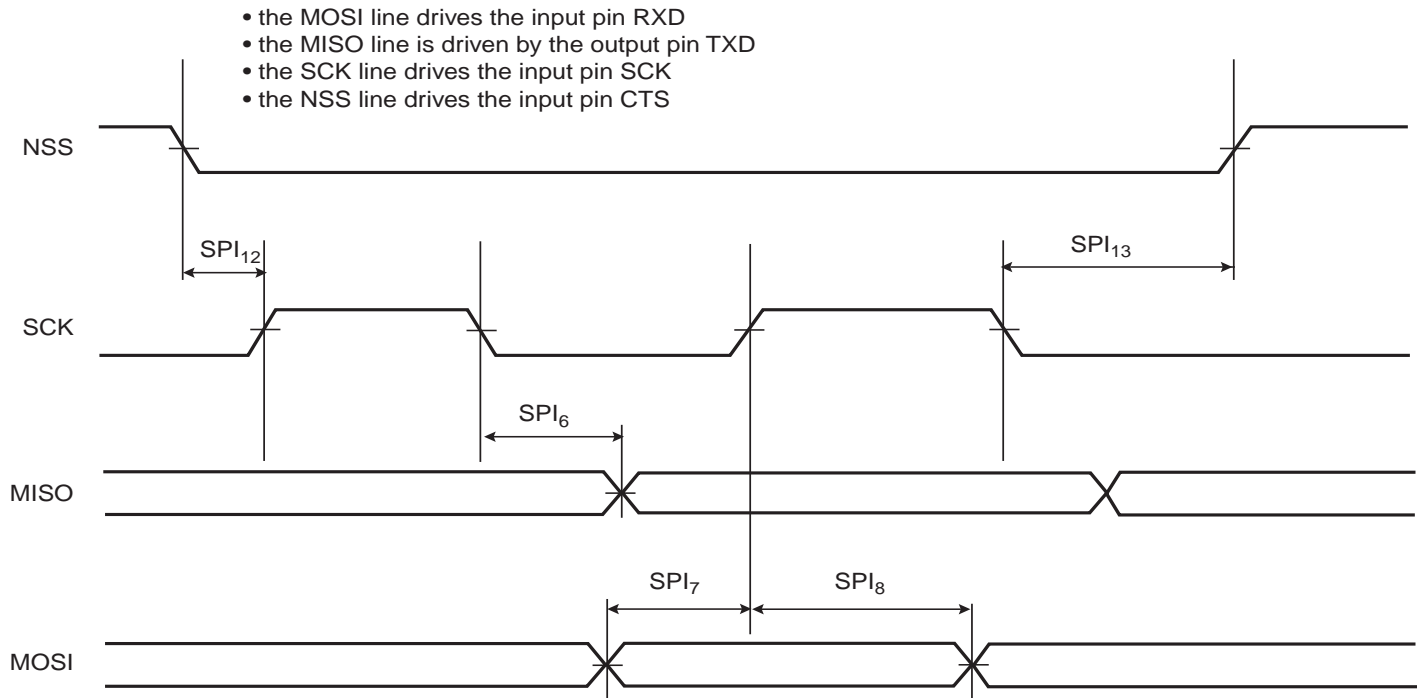 • the MOSI line drives the input pin RXD
• the MISO line is driven by the output pin TXD
• the SCK line drives the input pin SCK
• the NSS line drives the input pin CTS
NSS
SPI12
SPI13
SCK
SPI6
MISO
SPI7
SPI8
MOSI